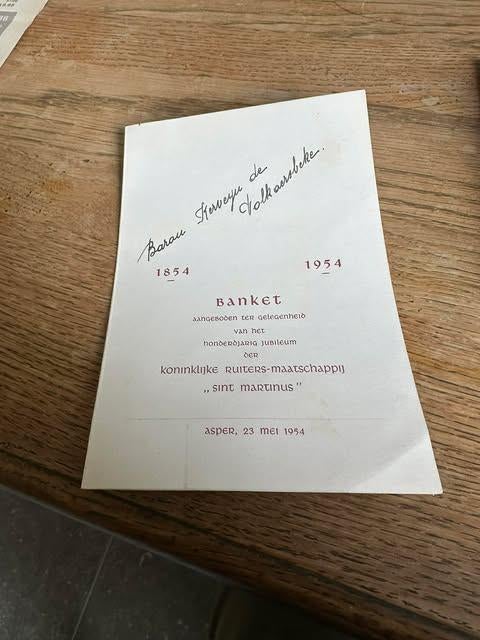 Baron Kerveyn de
Volkaersbeke.
1854 1954
BANKET
AANGEBODEN TER GELEGENHEID
VAN HET
HONDERDJARIG JUBILEUM
DER
KONINKLIJKE RUITERS-MAATSCHAPPIJ
„SINT MARTINUS”
ASPER, 23 MEI 1954